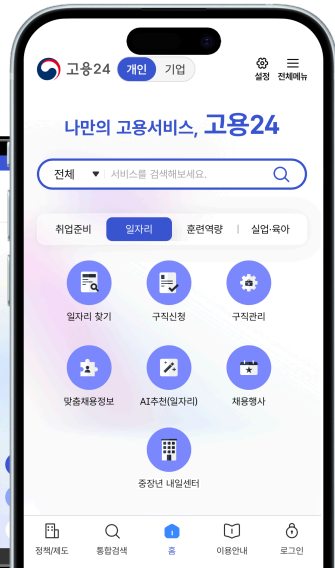 고용24 개인 기업 설정 전체메뉴
나만의 고용서비스, 고용24
전체 ▼ 서비스를 검색해보세요.
취업준비 일자리 훈련역량 | 실업·육아
일자리 찾기 구직신청 구직관리
맞춤채용정보 AI추천(일자리) 채용행사
중장년 내일센터
정책/제도 통합검색 홈 이용안내 로그인